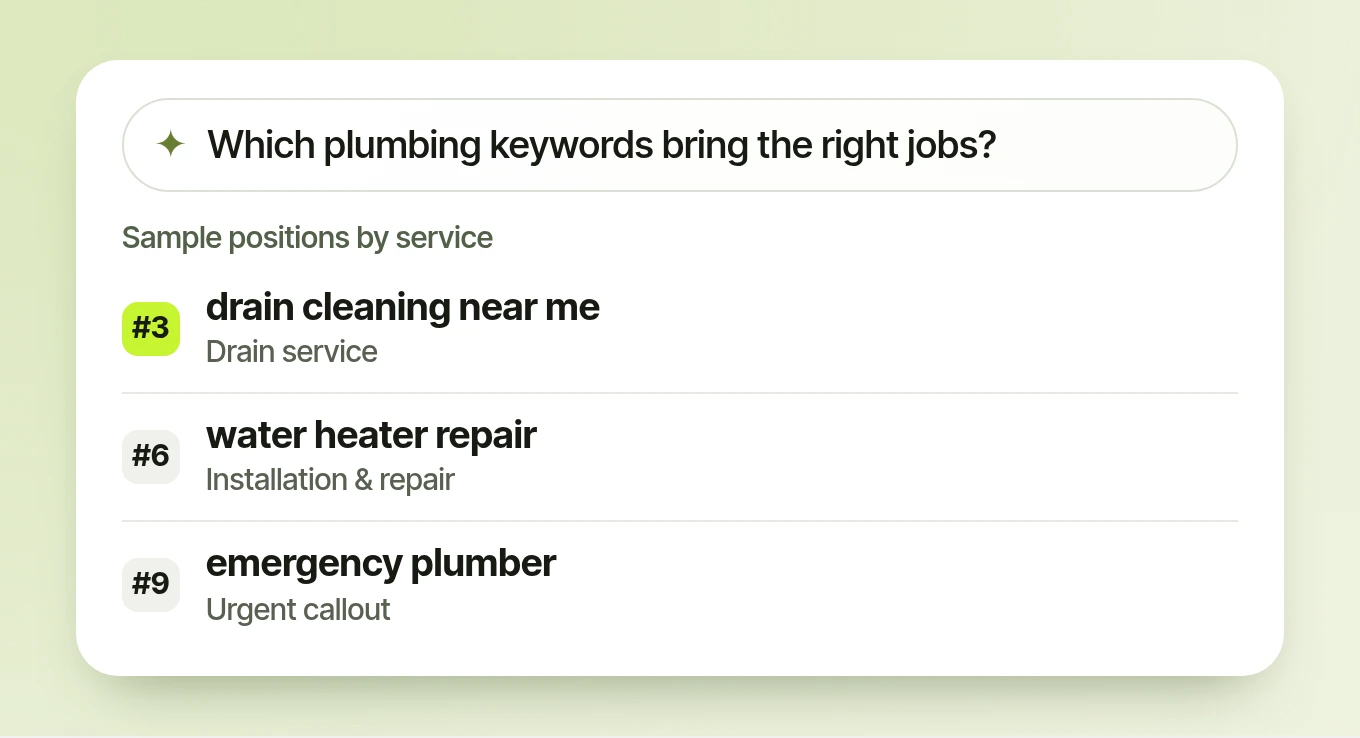 Which plumbing keywords bring the right jobs?
Sample positions by service
#3
drain cleaning near me
Drain service
#6
water heater repair
Installation & repair
#9
emergency plumber
Urgent callout